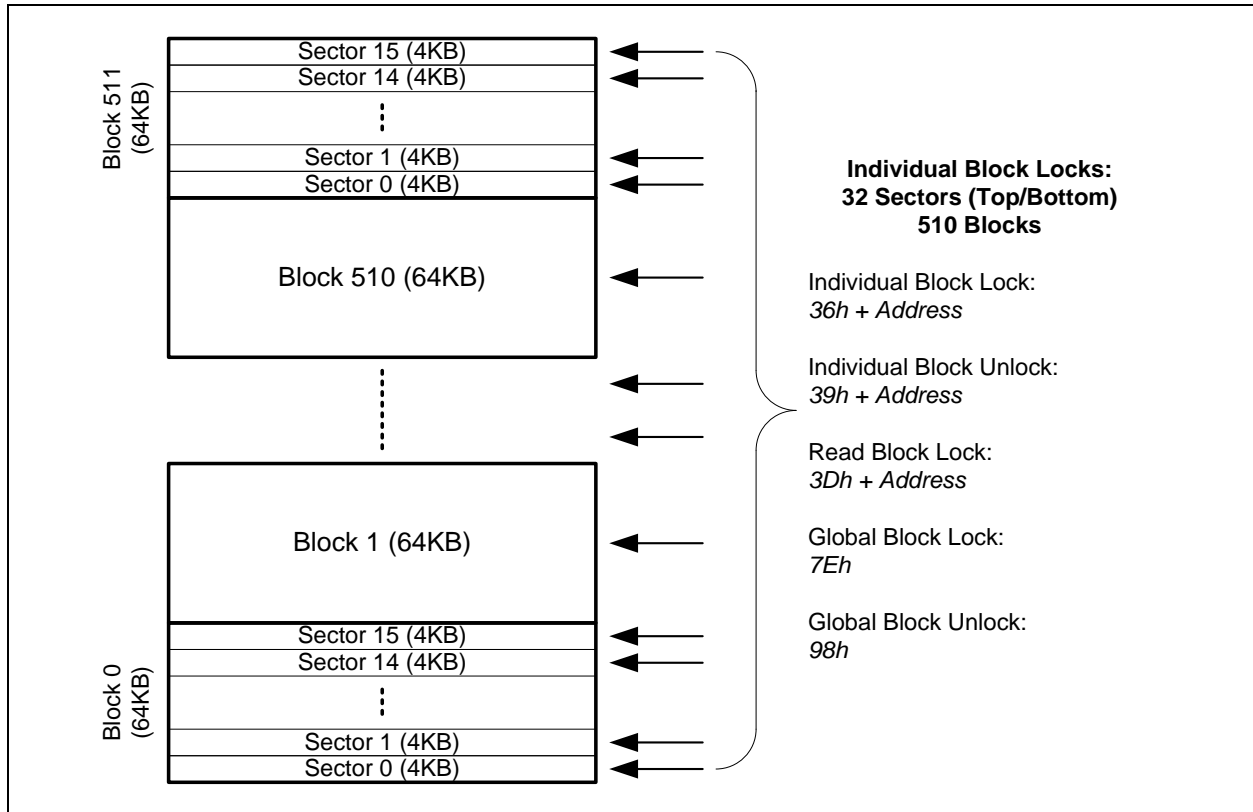 Block 511
(64KB)
Sector 15 (4KB)
Sector 14 (4KB)
Sector 1 (4KB)
Sector 0 (4KB)
Block 510 (64KB)
Block 1 (64KB)
Block 0
(64KB)
Sector 15 (4KB)
Sector 14 (4KB)
Sector 1 (4KB)
Sector 0 (4KB)
Individual Block Locks:
32 Sectors (Top/Bottom)
510 Blocks
Individual Block Lock:
36h + Address
Individual Block Unlock:
39h + Address
Read Block Lock:
3Dh + Address
Global Block Lock:
7Eh
Global Block Unlock:
98h